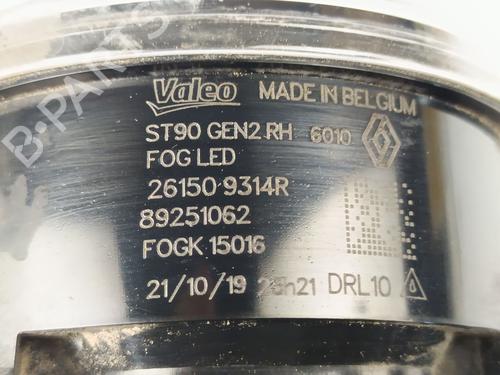 Valeo MADE IN BELGIUM
ST90 GEN2 RH 6010
FOG LED
26150 9314R
89251062
FOGK 15016
21/10/19 DRL10
B-PARTS